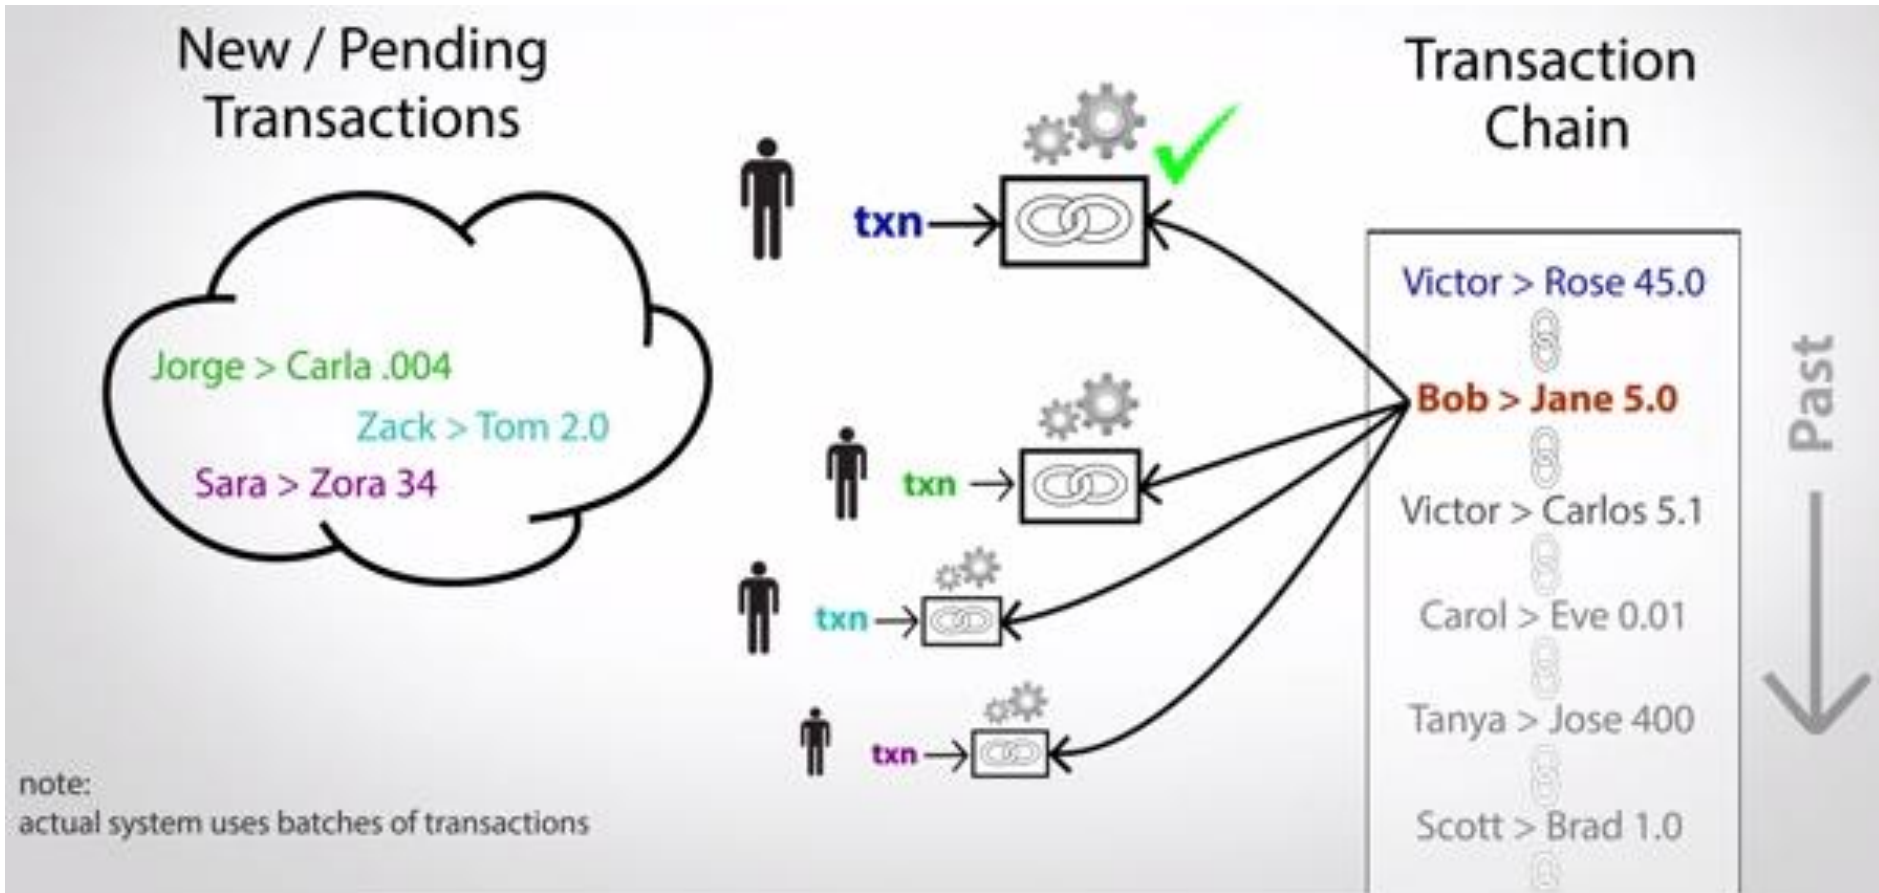 New / Pending
Transactions
Jorge > Carla .004
Zack > Tom 2.0
Sara > Zora 34
note:
actual system uses batches of transactions
txn
txn
txn
txn
Transaction
Chain
Victor > Rose 45.0
Bob > Jane 5.0
Victor > Carlos 5.1
Carol > Eve 0.01
Tanya > Jose 400
Scott > Brad 1.0
Past